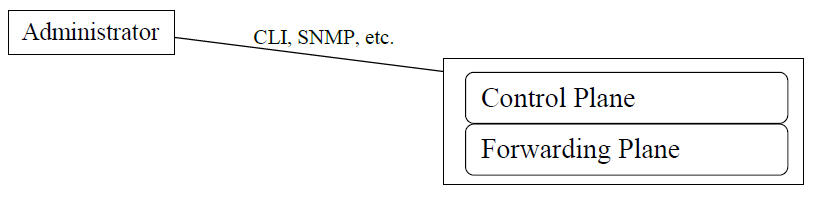 Administrator
CLI, SNMP, etc.
Control Plane
Forwarding Plane